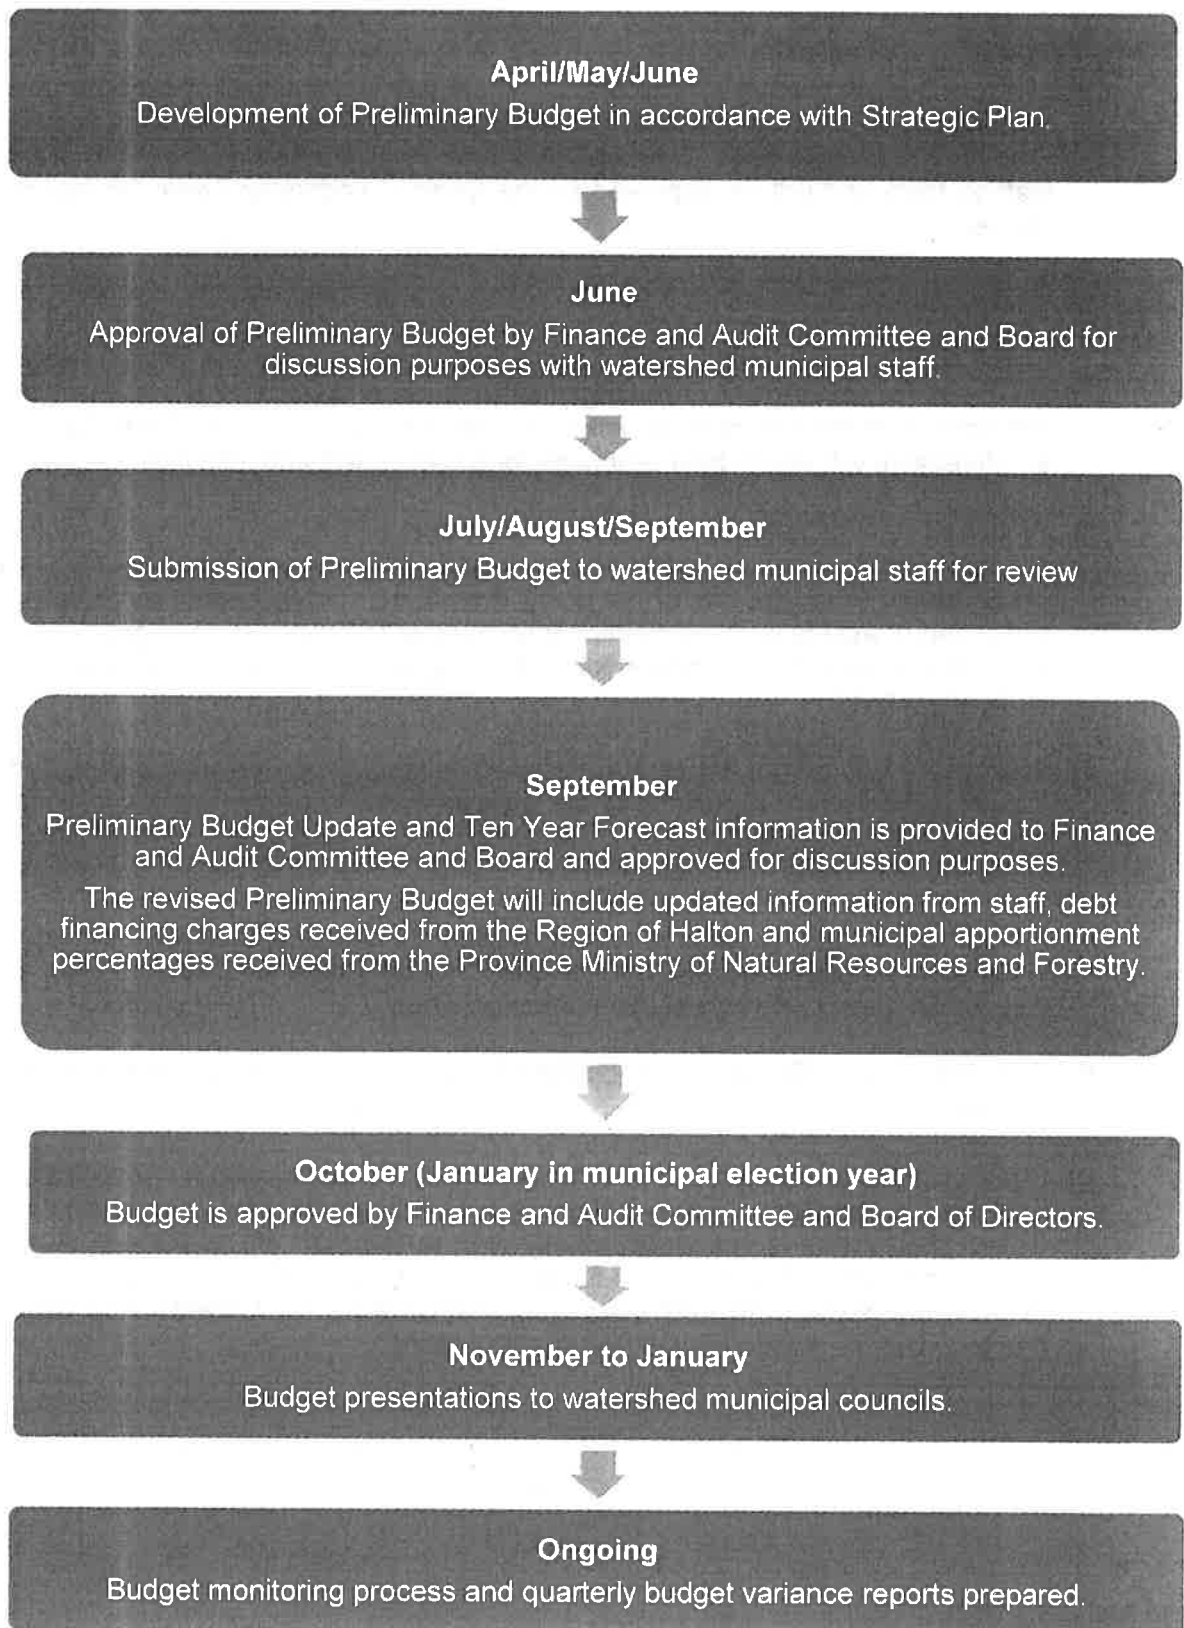 April/May/June
Development of Preliminary Budget in accordance with Strategic Plan.
June
Approval of Preliminary Budget by Finance and Audit Committee and Board for
discussion purposes with watershed municipal staff.
July/August/September
Submission of Preliminary Budget to watershed municipal staff for review
September
Preliminary Budget Update and Ten Year Forecast information is provided to Finance
and Audit Committee and Board and approved for discussion purposes.
The revised Preliminary Budget will include updated information from staff, debt
financing charges received from the Region of Halton and municipal apportionment
percentages received from the Province Ministry of Natural Resources and Forestry.
October (January in municipal election year)
Budget is approved by Finance and Audit Committee and Board of Directors.
November to January
Budget presentations to watershed municipal councils.
Ongoing
Budget monitoring process and quarterly budget variance reports prepared.